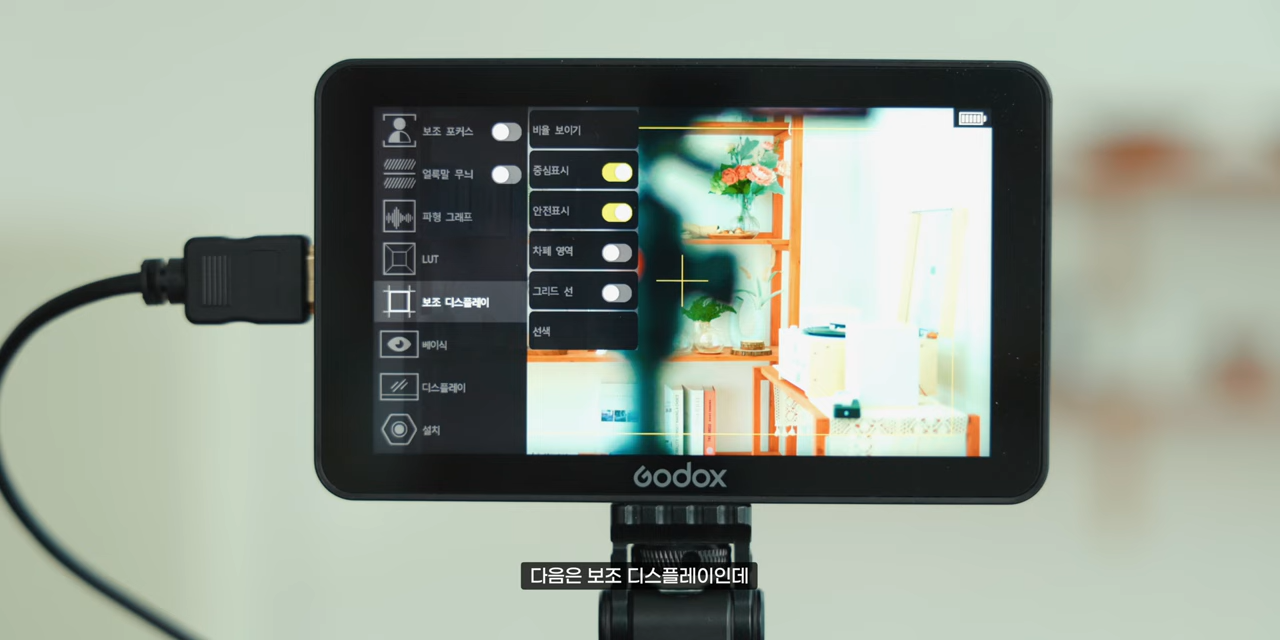 보조 포커스
얼룩말 무늬
파형 그래프
LUT
보조 디스플레이
베이식
디스플레이
설치
비율 보이기
중심표시
안전표시
차폐 영역
그리드 선
선색
Godox
다음은 보조 디스플레이인데